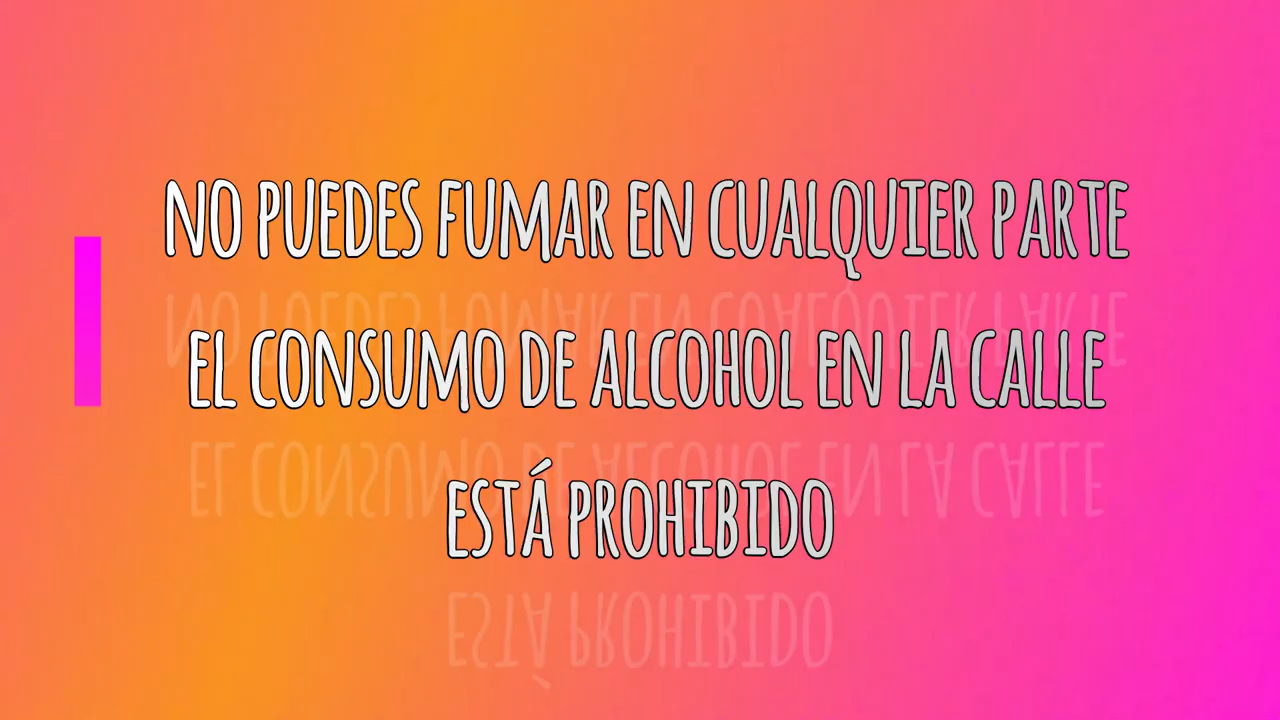 NO PUEDES FUMAR EN CUALQUIER PARTE
EL CONSUMO DE ALCOHOL EN LA CALLE
ESTÁ PROHIBIDO